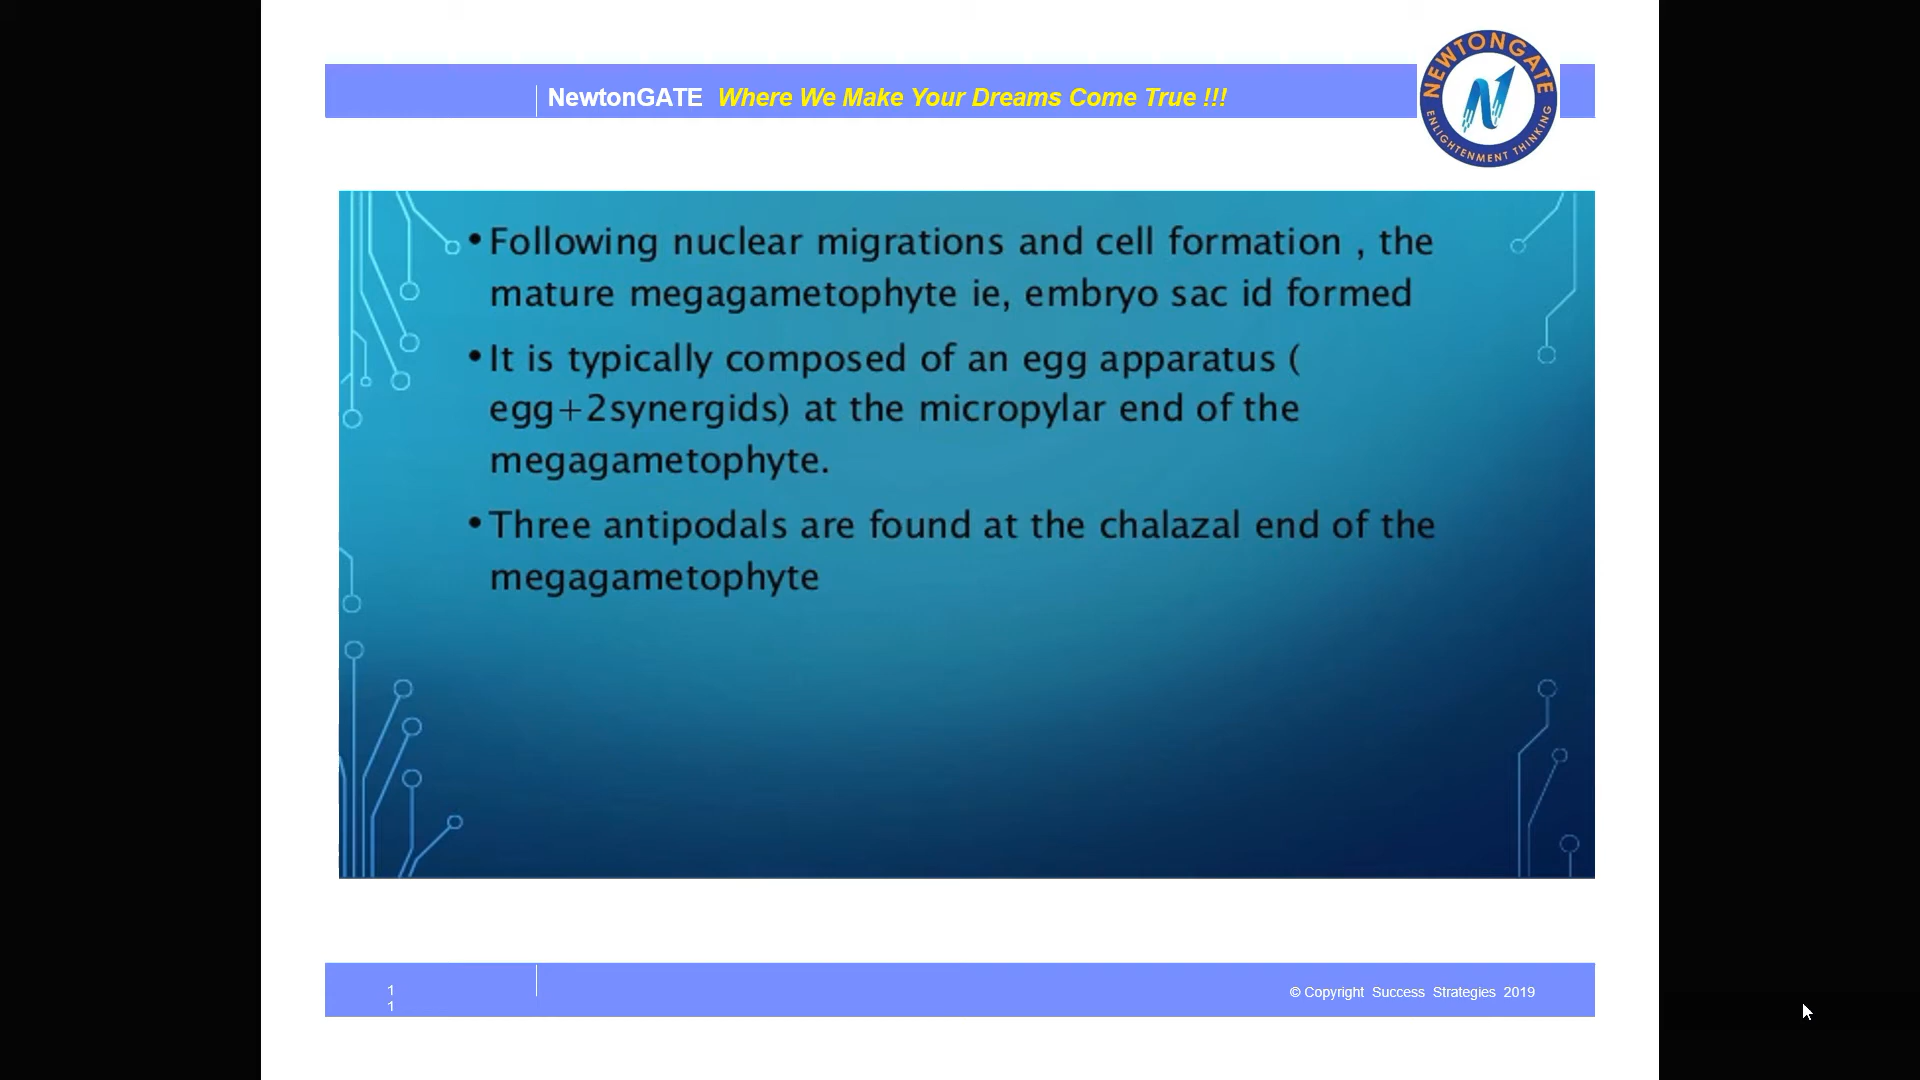 NewtonGATE Where We Make Your Dreams Come True !!!
NEWTONGATE
ENLIGHTENMENT THINKING
• Following nuclear migrations and cell formation , the
mature megagametophyte ie, embryo sac id formed
• It is typically composed of an egg apparatus (
egg+2synergids) at the micropylar end of the
megagametophyte.
• Three antipodals are found at the chalazal end of the
megagametophyte
1
1
© Copyright Success Strategies 2019